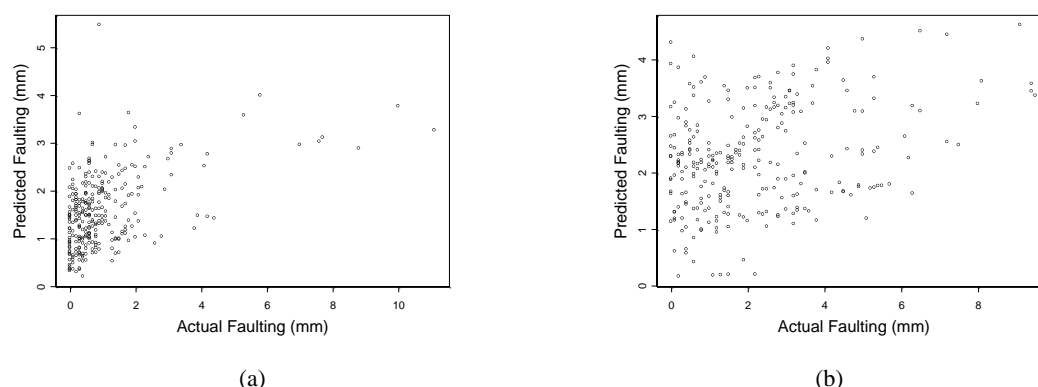 Predicted Faulting (mm)
0 1 2 3 4 5
0 2 4 6 8 10
Actual Faulting (mm)
(a)
Predicted Faulting (mm)
0 1 2 3 4
0 2 4 6 8
Actual Faulting (mm)
(b)